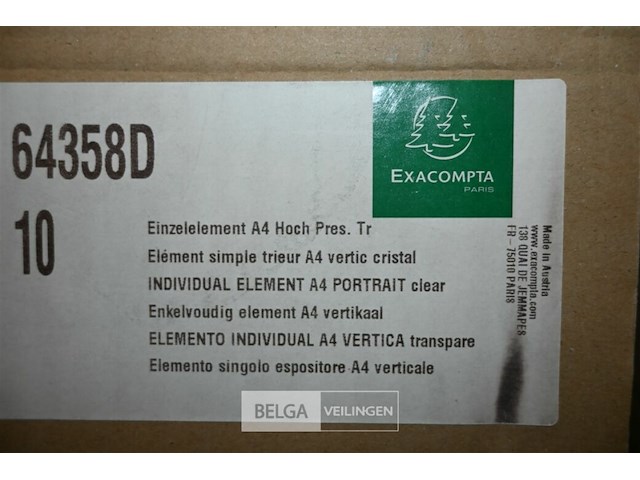 64358D
10
EXACOMPTA
PARIS
Einzelelement A4 Hoch Pres. Tr
Elément simple trieur A4 vertic cristal
INDIVIDUAL ELEMENT A4 PORTRAIT clear
Enkelvoudig element A4 vertikaal
ELEMENTO INDIVIDUAL A4 VERTICA transpare
Elemento singolo espositore A4 verticale
Made in Austria
www.exacompta.com
138 QUAI DE JEMMAPES
FR - 75010 PARIS
BELGA VEILINGEN